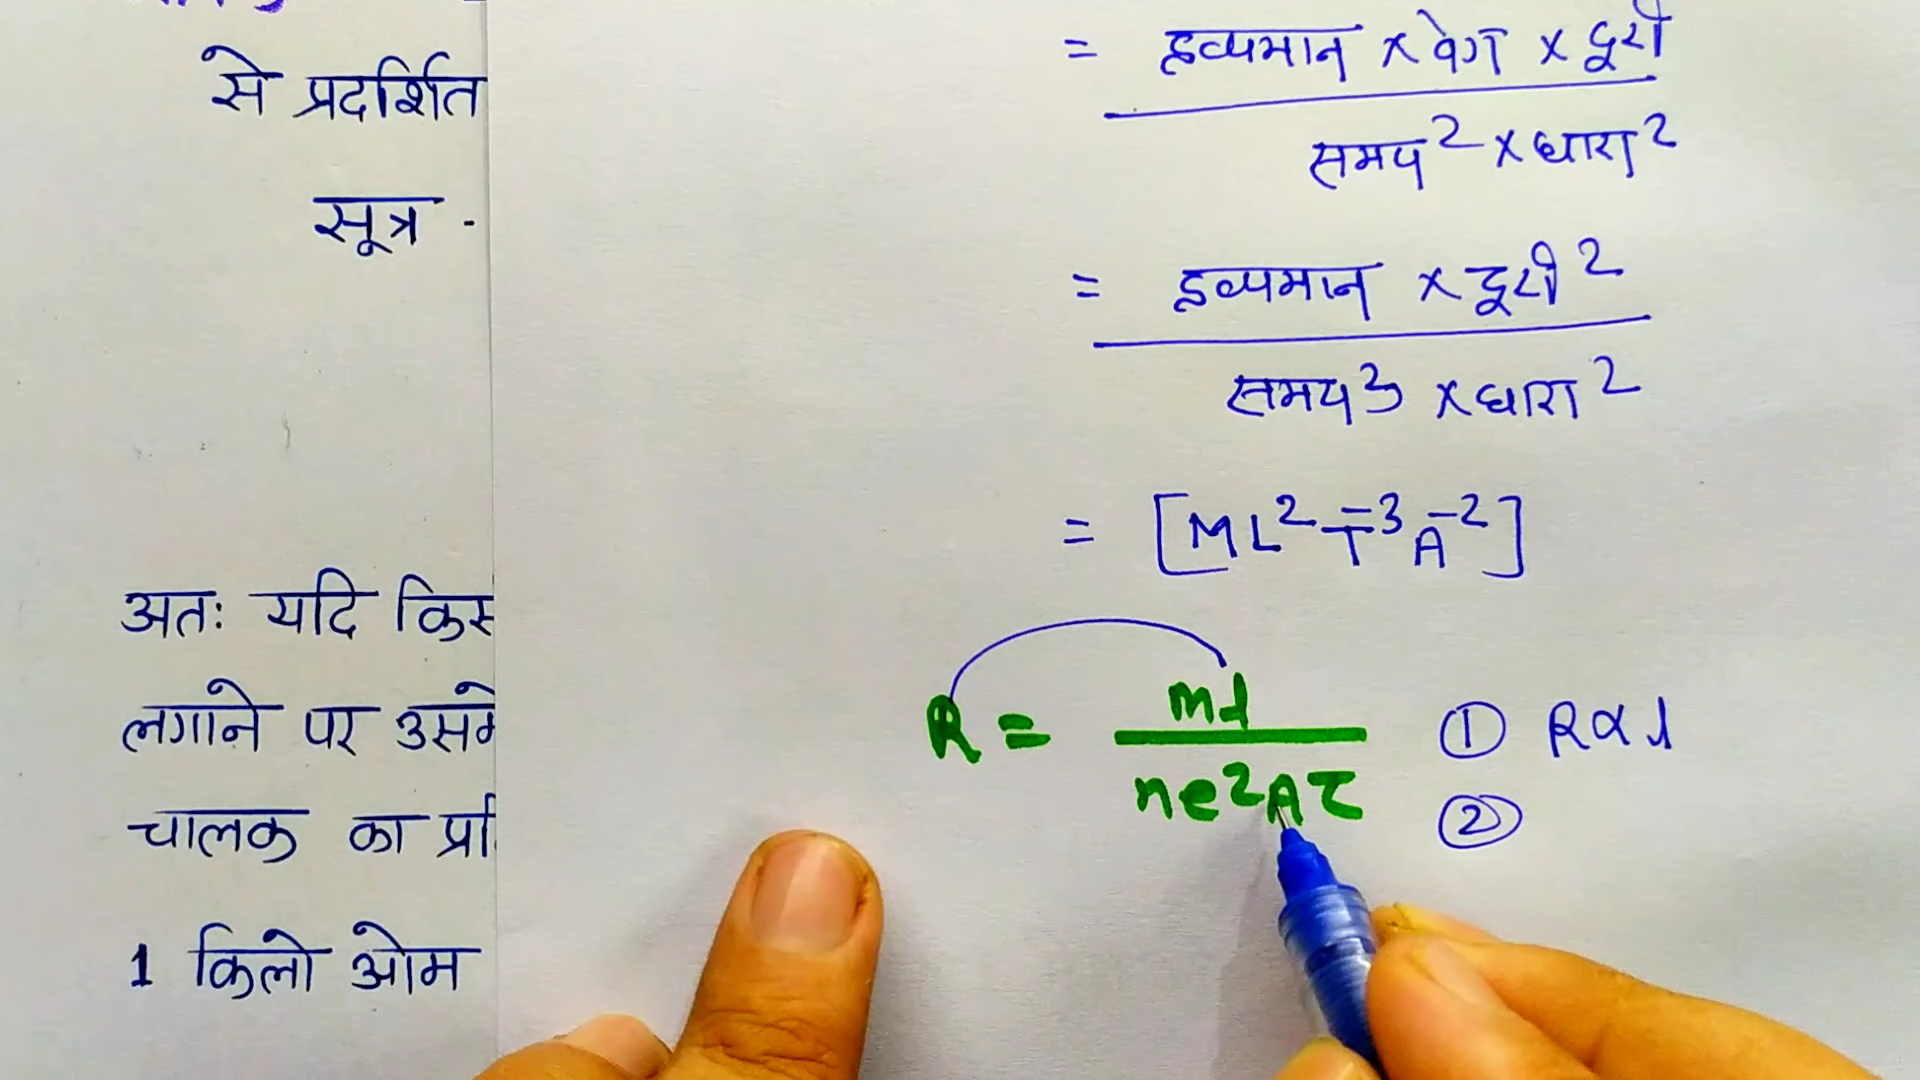 से प्रदर्शित
सूत्र -
अतः यदि किस
लगाने पर उसमे
चालक का प्रति
1 किलो ओम
= द्रव्यमान × वेग × दूरी
समय² × धारा²
= द्रव्यमान × दूरी²
समय³ × धारा²
= [ML²T⁻³A⁻²]
R = ml
ne²Aτ
① R ∝ l
②